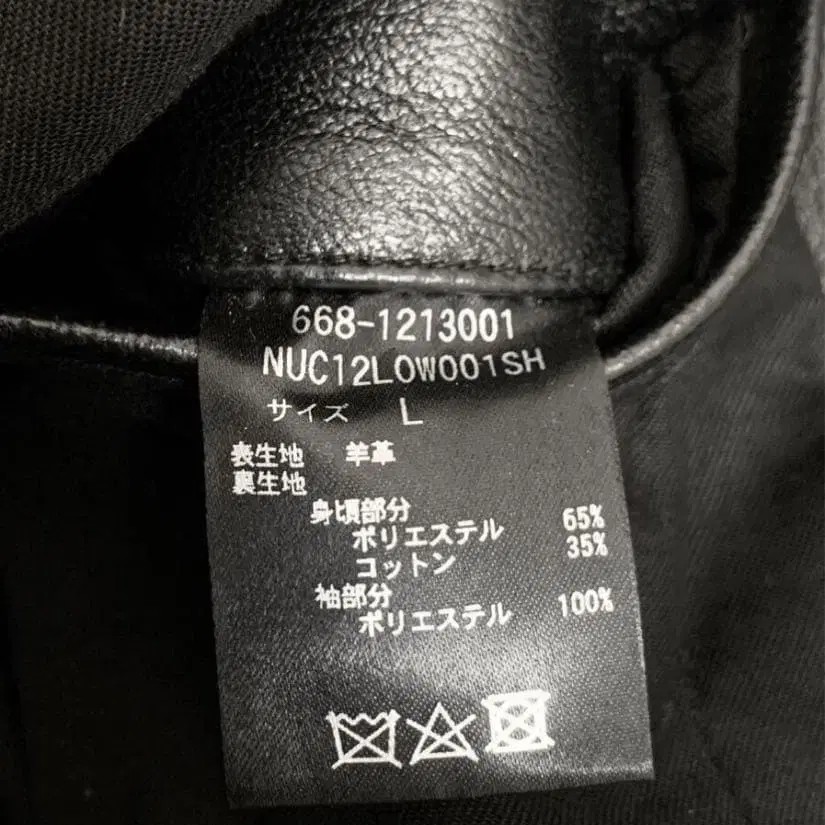 668-1213001
NUC12LOW001SH
サイズ L
表生地 羊革
裏生地
身頃部分
ポリエステル 65%
コットン 35%
袖部分
ポリエステル 100%